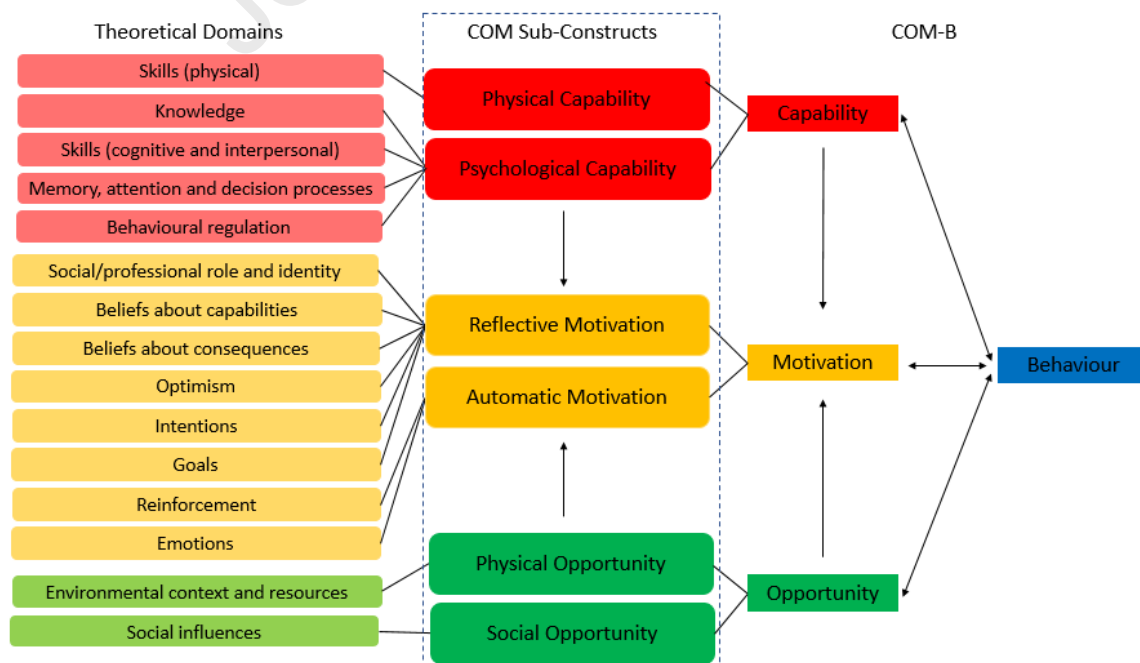 Theoretical Domains
COM Sub-Constructs
COM-B
Skills (physical)
Knowledge
Skills (cognitive and interpersonal)
Memory, attention and decision processes
Behavioural regulation
Social/professional role and identity
Beliefs about capabilities
Beliefs about consequences
Optimism
Intentions
Goals
Reinforcement
Emotions
Environmental context and resources
Social influences
Physical Capability
Psychological Capability
Reflective Motivation
Automatic Motivation
Physical Opportunity
Social Opportunity
Capability
Motivation
Opportunity
Behaviour